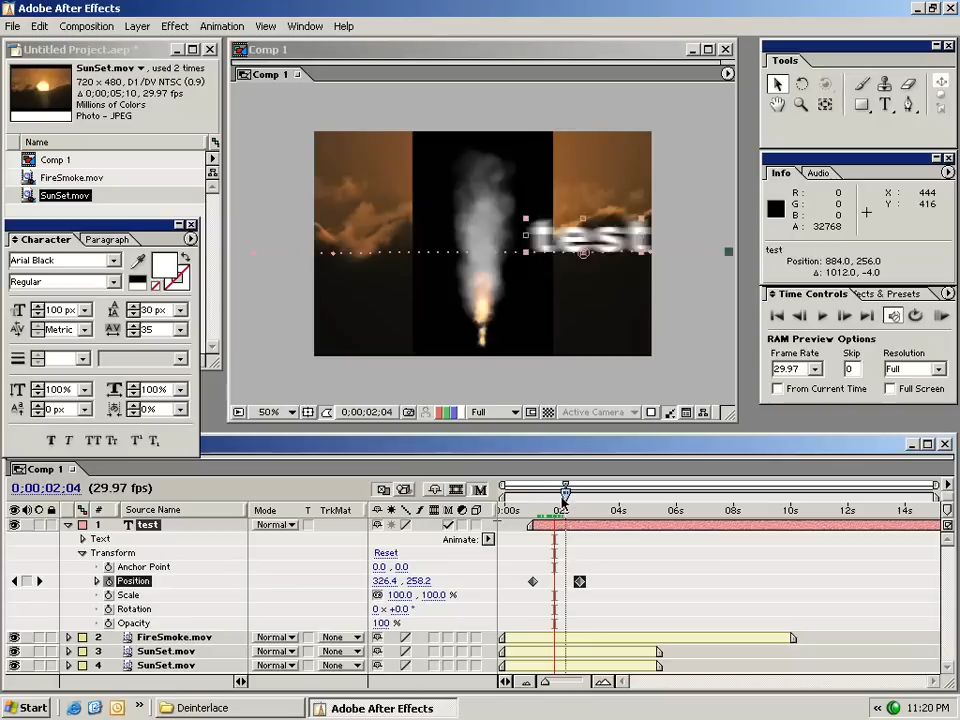 Adobe After Effects
File Edit Composition Layer Effect Animation View Window Help
Untitled Project.aep *
SunSet.mov , used 2 times
720 x 480, D1/DV NTSC (0.9)
Δ 0;00;05;10, 29.97 fps
Millions of Colors
Photo - JPEG
Name
Comp 1
FireSmoke.mov
SunSet.mov
Character Paragraph
Arial Black
Regular
100 px 30 px
Metric 35
100% 100%
0 px 0%
T T TT Tт T¹ T₁
Comp 1
Comp 1
test
50% 0;00;02;04 Full Active Camera
Tools
Info Audio
R : 0 X : 444
G : 0 Y : 416
B : 0
A : 32768
test
Position: 884.0, 256.0
Δ: 1012.0, -4.0
Time Controls Effects & Presets
RAM Preview Options
Frame Rate Skip Resolution
29.97 0 Full
From Current Time Full Screen
Comp 1
0;00;02;04 (29.97 fps)
# Source Name Mode T TrkMat
:00s 02s 04s 06s 08s 10s 12s 14s
1 T test Normal
Text Animate:
Transform Reset
Anchor Point 0.0 , 0.0
Position 326.4 , 258.2
Scale 100.0 , 100.0 %
Rotation 0 x +0.0 °
Opacity 100 %
2 FireSmoke.mov Normal None
3 SunSet.mov Normal None
4 SunSet.mov Normal None
Start Deinterlace Adobe After Effects 11:20 PM